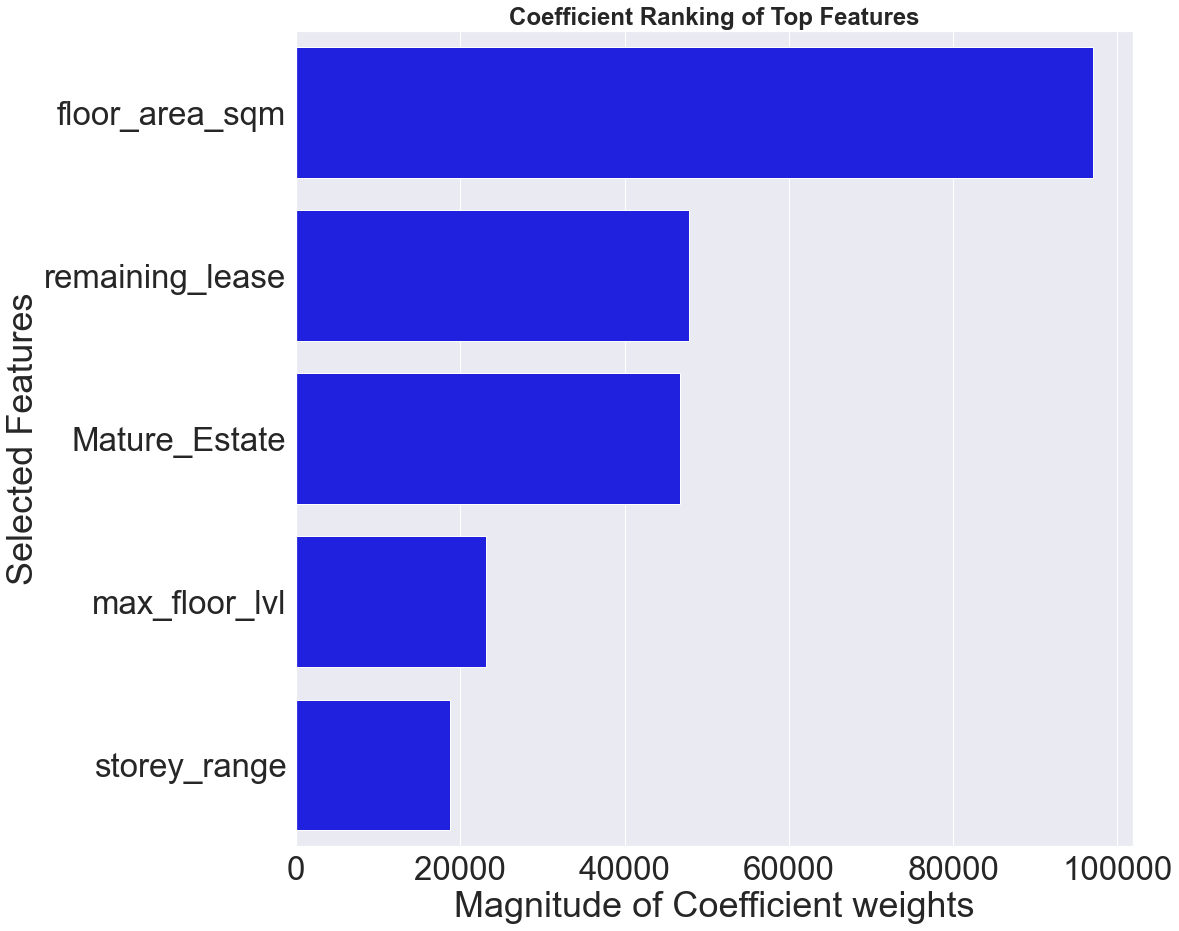 Coefficient Ranking of Top Features
floor_area_sqm
remaining_lease
Mature_Estate
max_floor_lvl
storey_range
Selected Features
0 20000 40000 60000 80000 100000
Magnitude of Coefficient weights